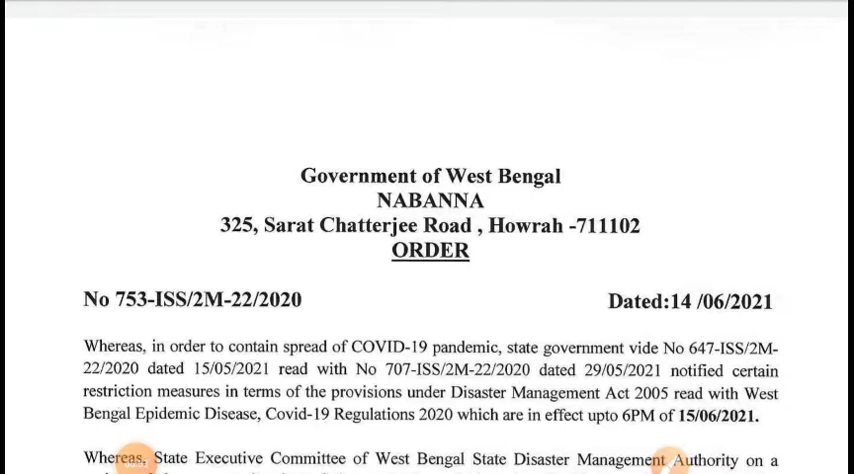 Government of West Bengal
NABANNA
325, Sarat Chatterjee Road , Howrah -711102
ORDER
No 753-ISS/2M-22/2020 Dated:14 /06/2021
Whereas, in order to contain spread of COVID-19 pandemic, state government vide No 647-ISS/2M-
22/2020 dated 15/05/2021 read with No 707-ISS/2M-22/2020 dated 29/05/2021 notified certain
restriction measures in terms of the provisions under Disaster Management Act 2005 read with West
Bengal Epidemic Disease, Covid-19 Regulations 2020 which are in effect upto 6PM of 15/06/2021.
Whereas, State Executive Committee of West Bengal State Disaster Management Authority on a